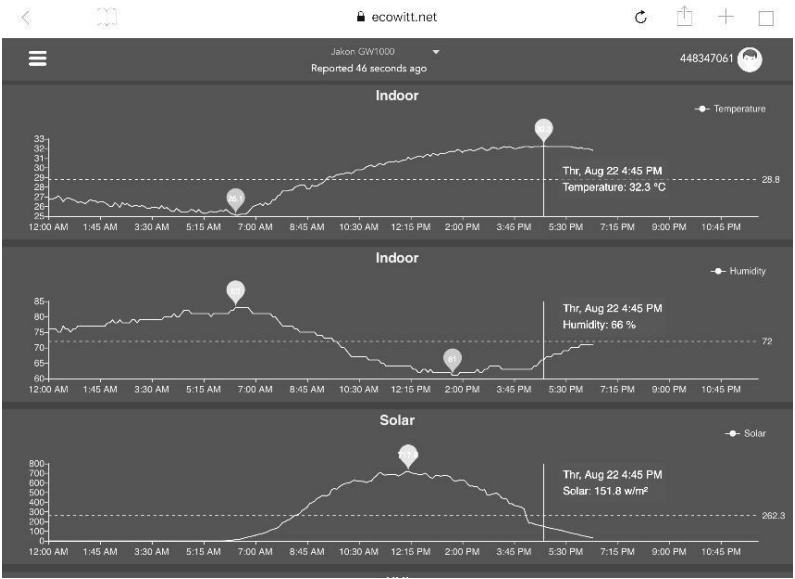 ecowitt.net
Jakon GW1000
Reported 46 seconds ago
448347061
Indoor
Temperature
33
32
31
30
29
28
27
26
25
28.8
26.1
32.3
Thr, Aug 22 4:45 PM
Temperature: 32.3 °C
12:00 AM 1:45 AM 3:30 AM 5:15 AM 7:00 AM 8:45 AM 10:30 AM 12:15 PM 2:00 PM 3:45 PM 5:30 PM 7:15 PM 9:00 PM 10:45 PM
Indoor
Humidity
85
80
75
70
65
60
72
61
Thr, Aug 22 4:45 PM
Humidity: 66 %
12:00 AM 1:45 AM 3:30 AM 5:15 AM 7:00 AM 8:45 AM 10:30 AM 12:15 PM 2:00 PM 3:45 PM 5:30 PM 7:15 PM 9:00 PM 10:45 PM
Solar
Solar
800
700
600
500
400
300
200
100
0
262.3
Thr, Aug 22 4:45 PM
Solar: 151.8 w/m²
12:00 AM 1:45 AM 3:30 AM 5:15 AM 7:00 AM 8:45 AM 10:30 AM 12:15 PM 2:00 PM 3:45 PM 5:30 PM 7:15 PM 9:00 PM 10:45 PM